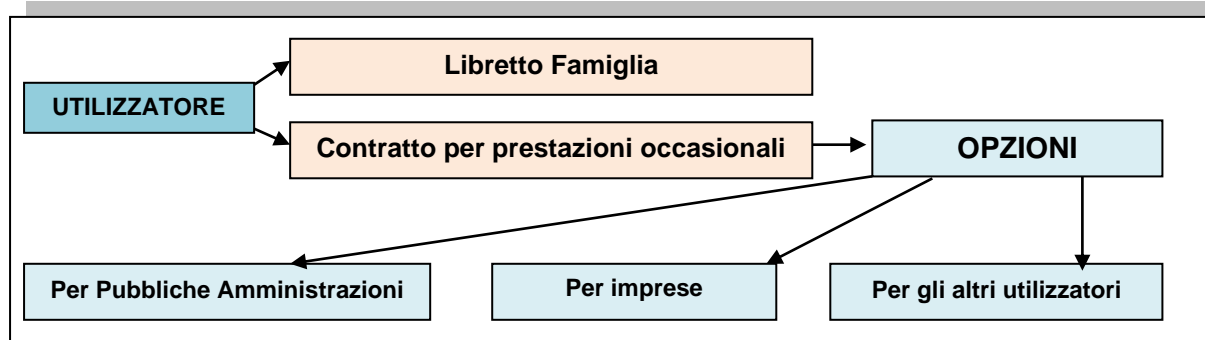 Libretto Famiglia
UTILIZZATORE
Contratto per prestazioni occasionali
OPZIONI
Per Pubbliche Amministrazioni
Per imprese
Per gli altri utilizzatori